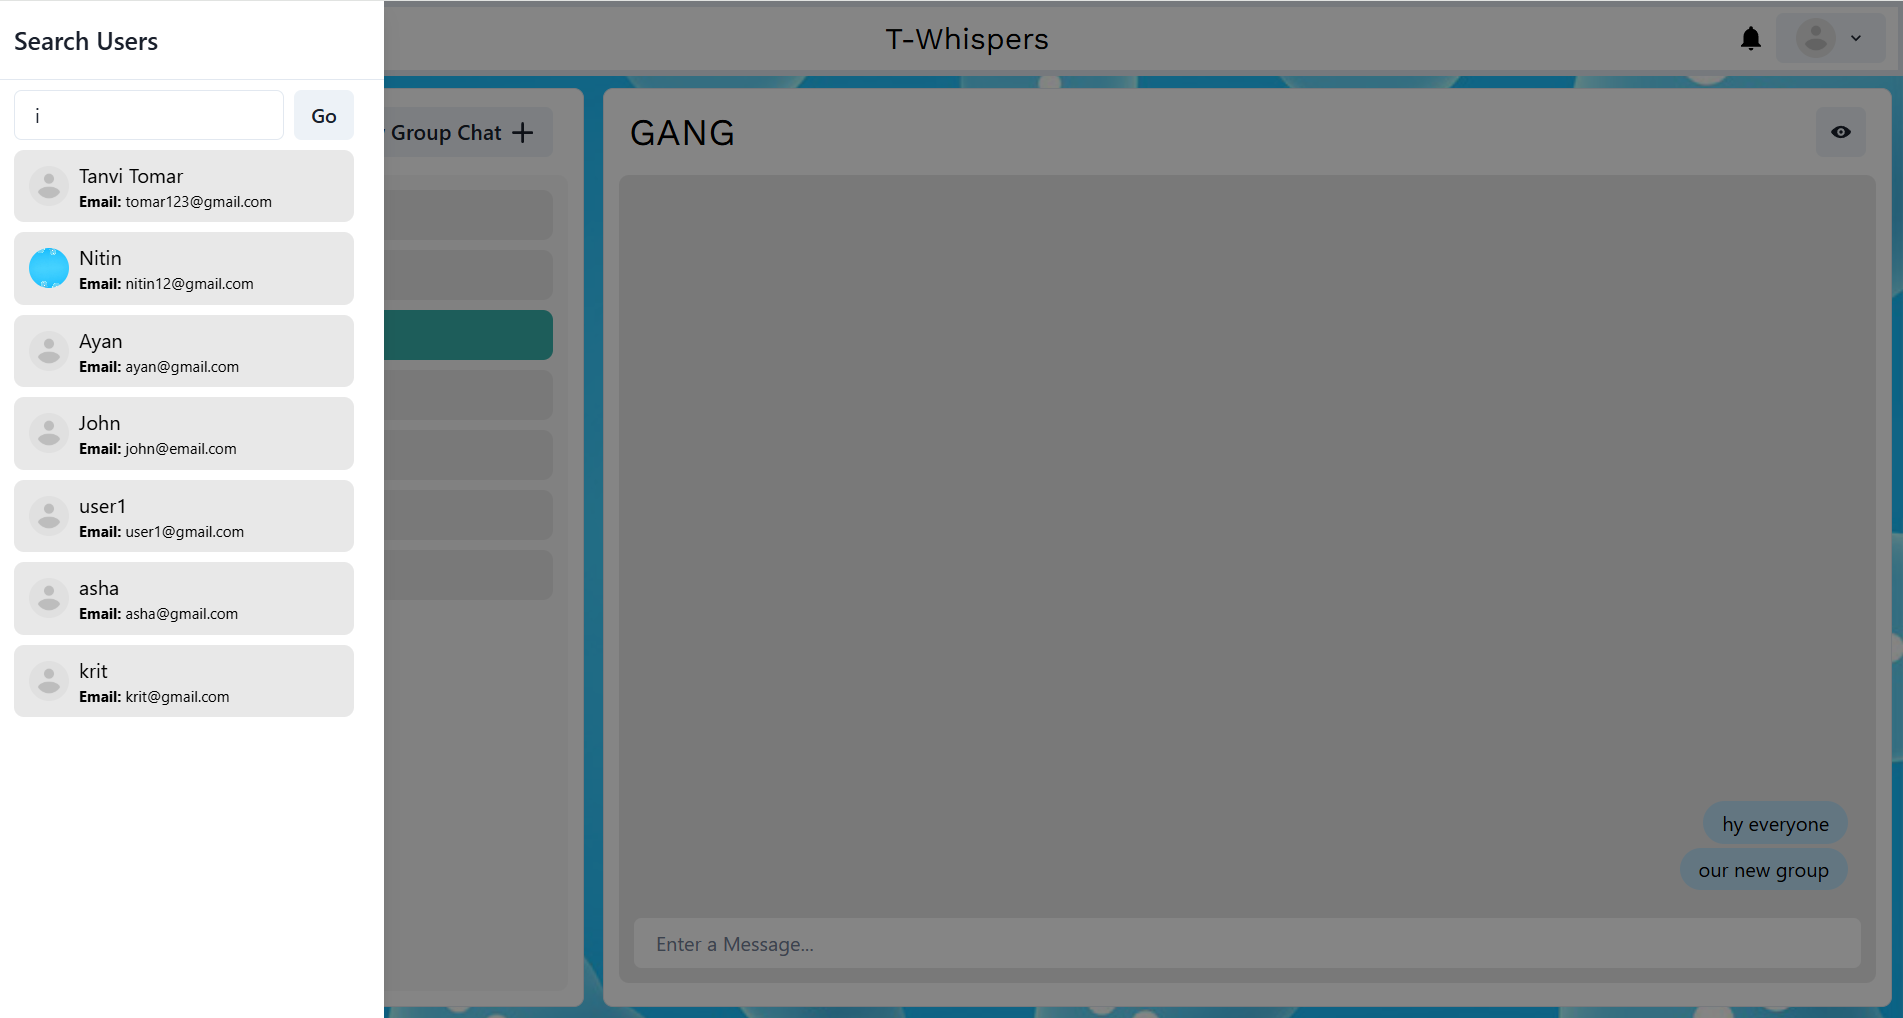 Search Users
i
Go
Tanvi Tomar
Email: tomar123@gmail.com
Nitin
Email: nitin12@gmail.com
Ayan
Email: ayan@gmail.com
John
Email: john@email.com
user1
Email: user1@gmail.com
asha
Email: asha@gmail.com
krit
Email: krit@gmail.com
T-Whispers
Group Chat +
GANG
hy everyone
our new group
Enter a Message...